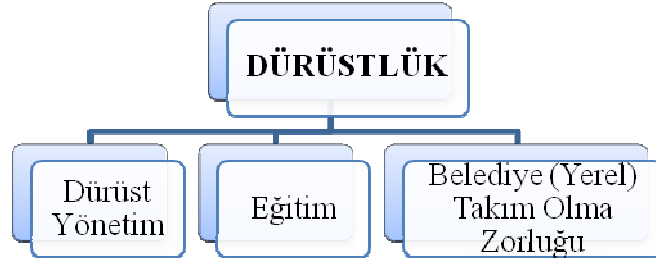 DÜRÜSTLÜK
Dürüst
Yönetim
Eğitim
Belediye (Yerel)
Takım Olma
Zorluğu